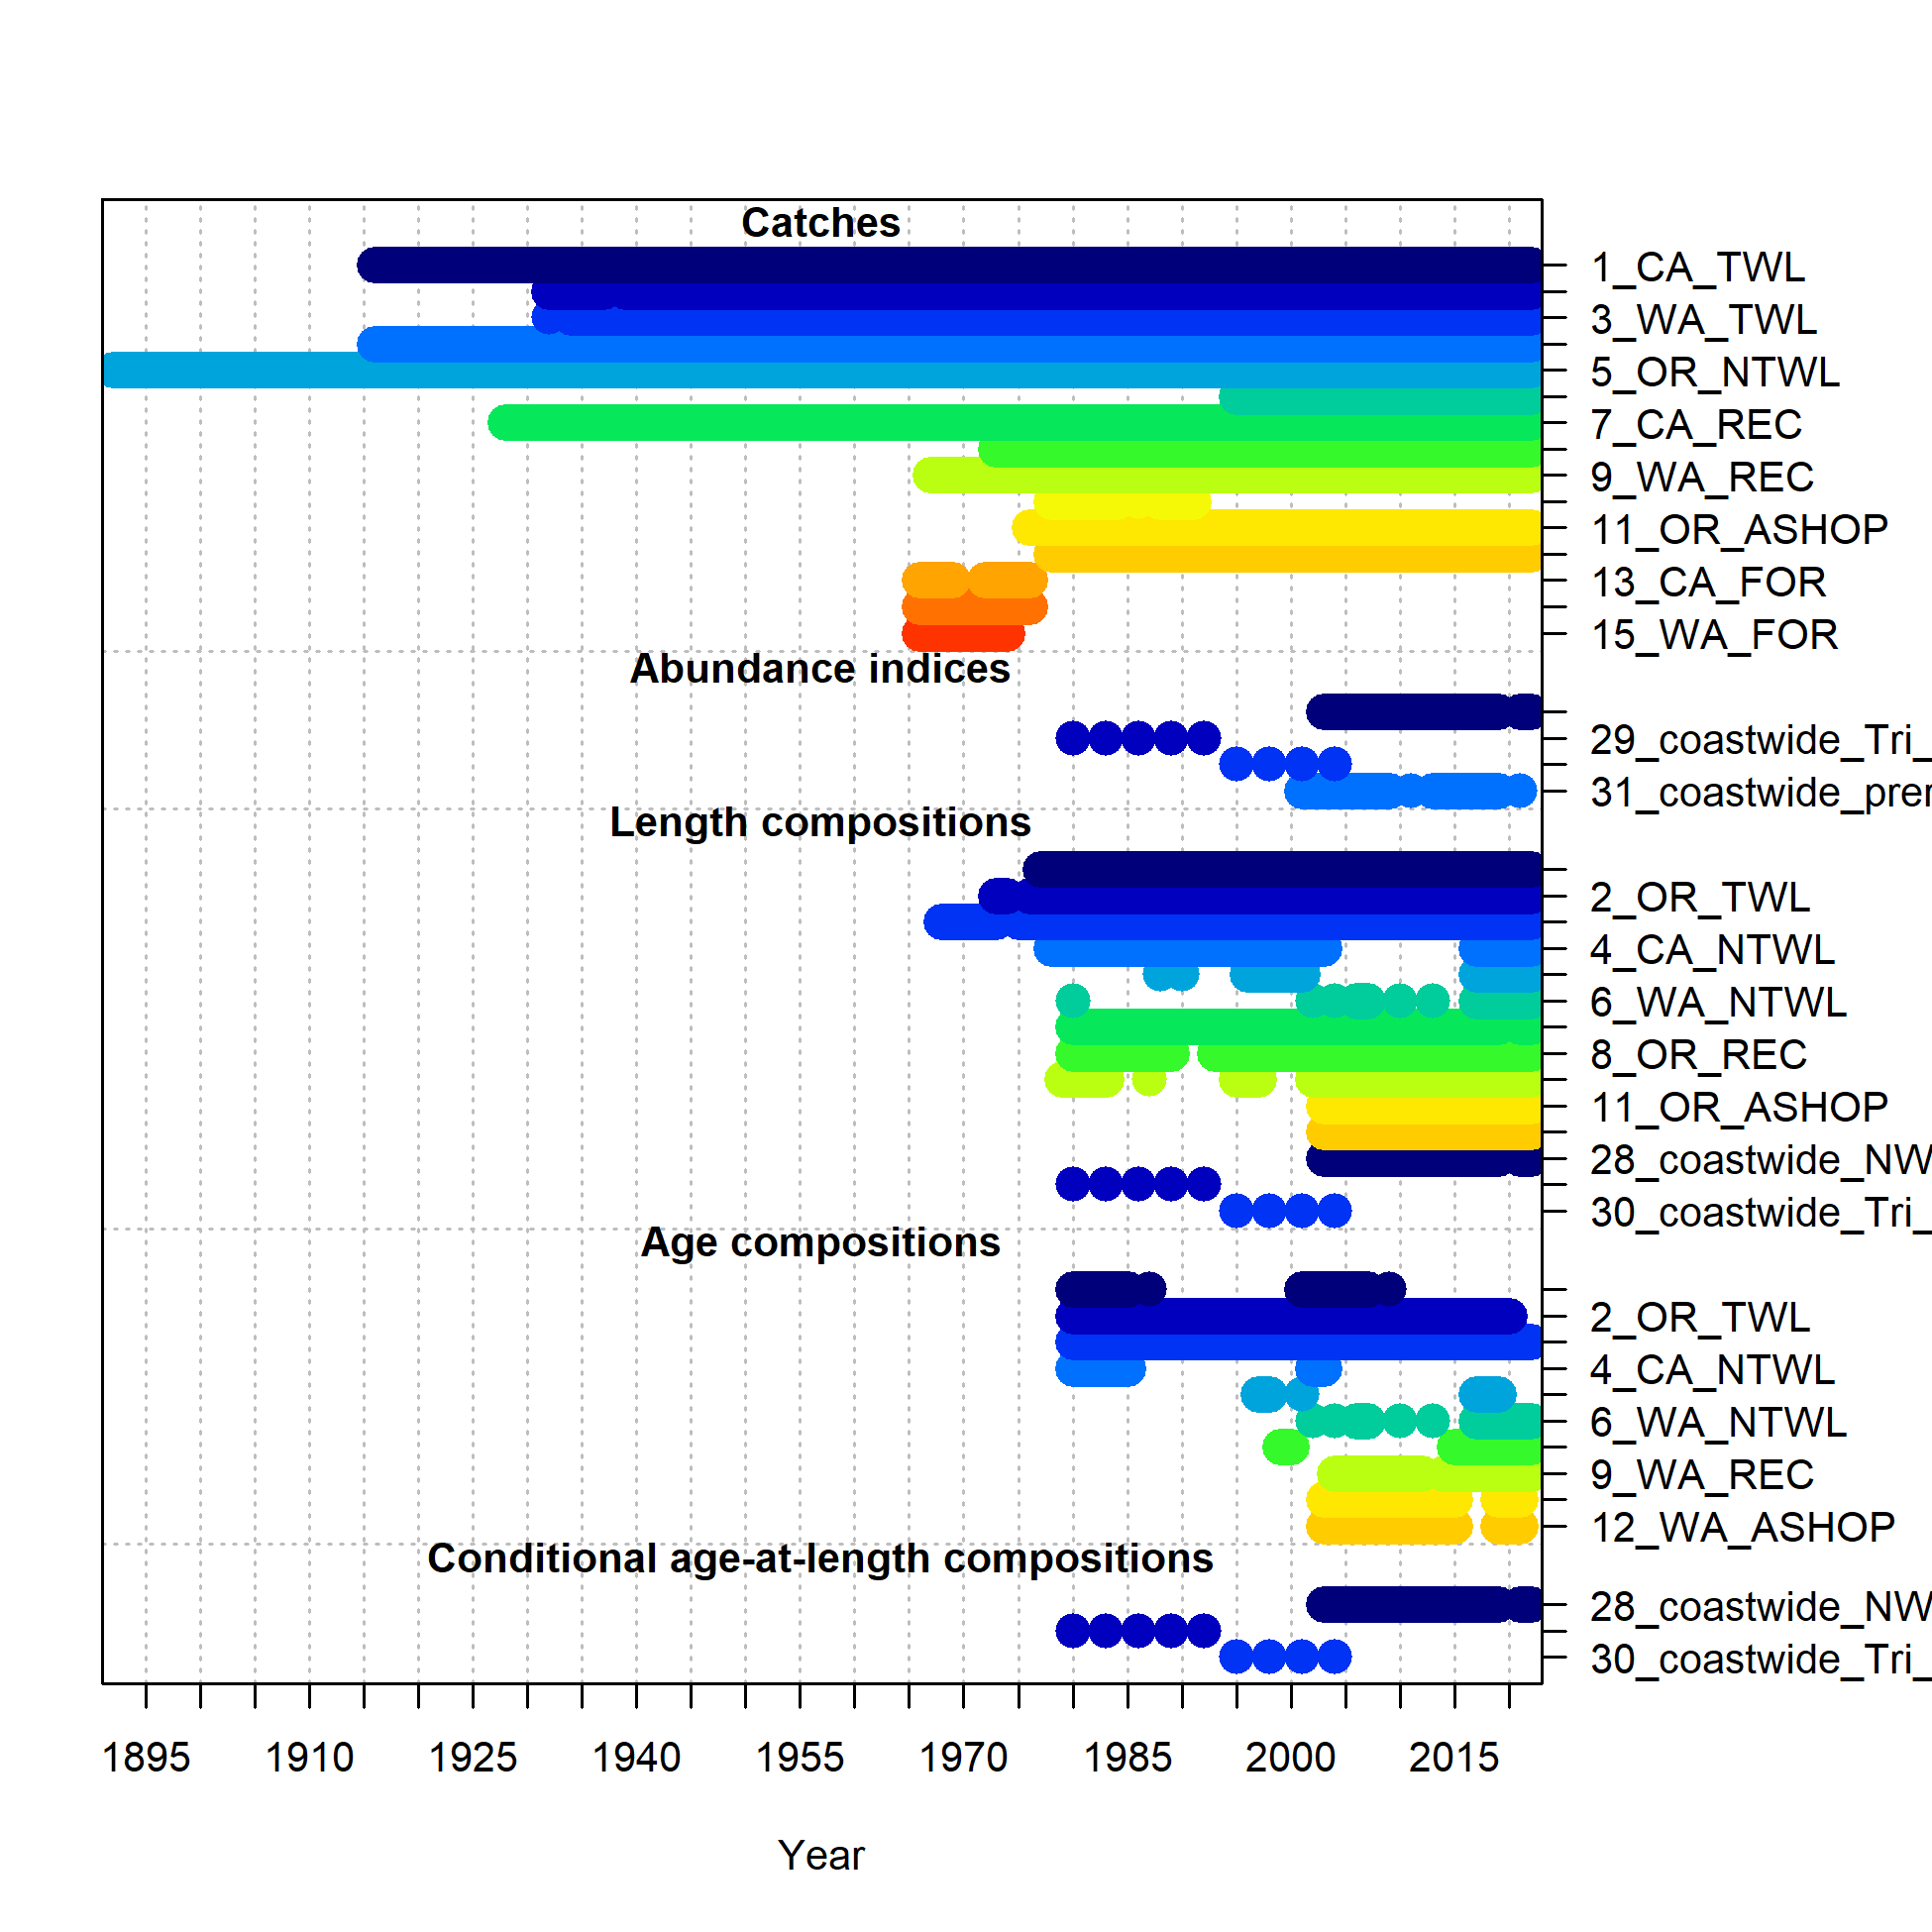 Catches
1_CA_TWL
3_WA_TWL
5_OR_NTWL
7_CA_REC
9_WA_REC
11_OR_ASHOP
13_CA_FOR
15_WA_FOR
Abundance indices
29_coastwide_Tri_
31_coastwide_prer
Length compositions
2_OR_TWL
4_CA_NTWL
6_WA_NTWL
8_OR_REC
11_OR_ASHOP
28_coastwide_NW
30_coastwide_Tri_
Age compositions
2_OR_TWL
4_CA_NTWL
6_WA_NTWL
9_WA_REC
12_WA_ASHOP
Conditional age-at-length compositions
28_coastwide_NW
30_coastwide_Tri_
1895 1910 1925 1940 1955 1970 1985 2000 2015
Year